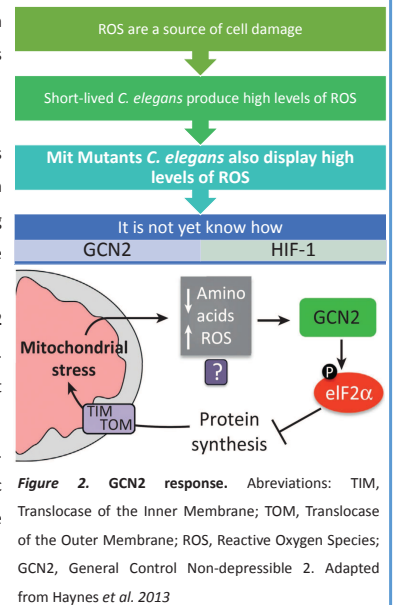 ROS are a source of cell damage
Short-lived C. elegans produce high levels of ROS
Mit Mutants C. elegans also display high
levels of ROS
It is not yet know how
GCN2 HIF-1
Amino
acids
ROS
?
GCN2
P
eIF2α
Mitochondrial
stress
TIM
TOM
Protein
synthesis
Figure 2. GCN2 response. Abreviations: TIM,
Translocase of the Inner Membrane; TOM, Translocase
of the Outer Membrane; ROS, Reactive Oxygen Species;
GCN2, General Control Non-depressible 2. Adapted
from Haynes et al. 2013